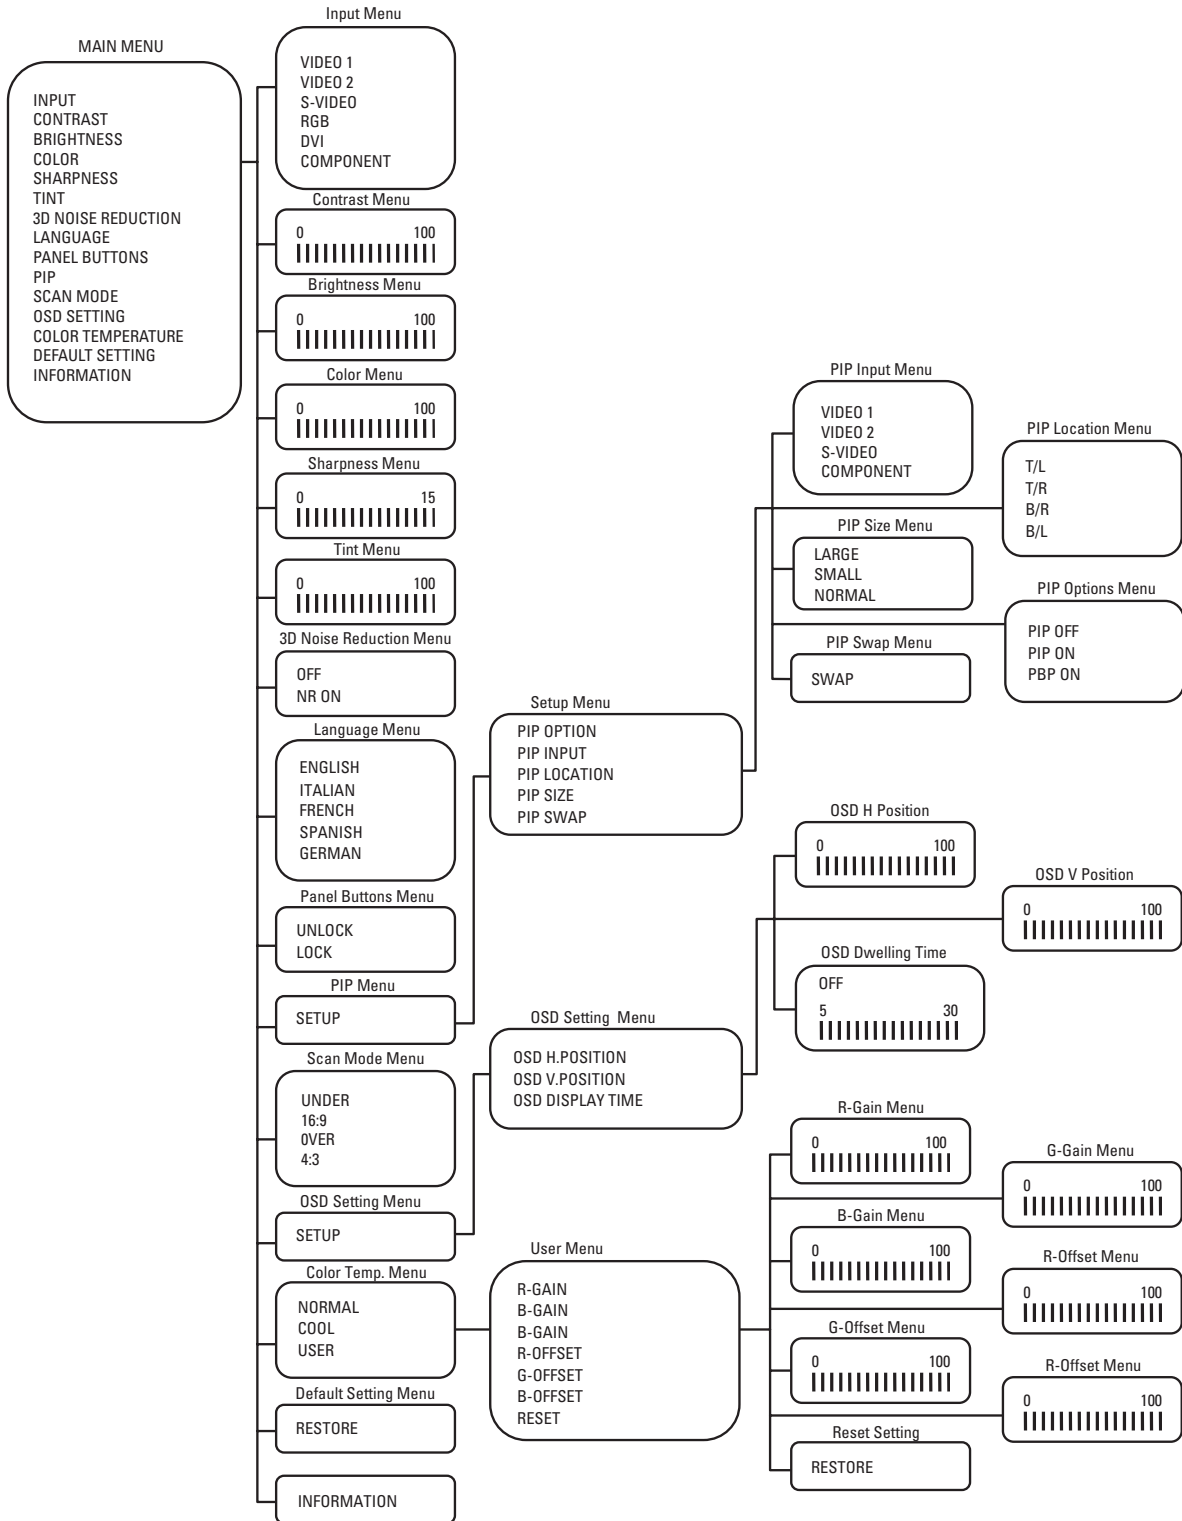 MAIN MENU
INPUT
CONTRAST
BRIGHTNESS
COLOR
SHARPNESS
TINT
3D NOISE REDUCTION
LANGUAGE
PANEL BUTTONS
PIP
SCAN MODE
OSD SETTING
COLOR TEMPERATURE
DEFAULT SETTING
INFORMATION
Input Menu
VIDEO 1
VIDEO 2
S-VIDEO
RGB
DVI
COMPONENT
Contrast Menu
0 100
Brightness Menu
0 100
Color Menu
0 100
Sharpness Menu
0 15
Tint Menu
0 100
3D Noise Reduction Menu
OFF
NR ON
Language Menu
ENGLISH
ITALIAN
FRENCH
SPANISH
GERMAN
Panel Buttons Menu
UNLOCK
LOCK
PIP Menu
SETUP
Scan Mode Menu
UNDER
16:9
0VER
4:3
OSD Setting Menu
SETUP
Color Temp. Menu
NORMAL
COOL
USER
Default Setting Menu
RESTORE
INFORMATION
Setup Menu
PIP OPTION
PIP INPUT
PIP LOCATION
PIP SIZE
PIP SWAP
OSD Setting Menu
OSD H.POSITION
OSD V.POSITION
OSD DISPLAY TIME
User Menu
R-GAIN
B-GAIN
B-GAIN
R-OFFSET
G-OFFSET
B-OFFSET
RESET
PIP Input Menu
VIDEO 1
VIDEO 2
S-VIDEO
COMPONENT
PIP Location Menu
T/L
T/R
B/R
B/L
PIP Size Menu
LARGE
SMALL
NORMAL
PIP Options Menu
PIP OFF
PIP ON
PBP ON
PIP Swap Menu
SWAP
OSD H Position
0 100
OSD V Position
0 100
OSD Dwelling Time
OFF
5 30
R-Gain Menu
0 100
G-Gain Menu
0 100
B-Gain Menu
0 100
R-Offset Menu
0 100
G-Offset Menu
0 100
R-Offset Menu
0 100
Reset Setting
RESTORE